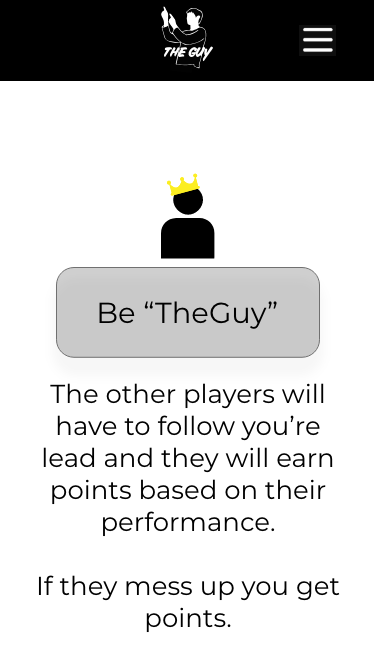 THE GUY
Be “TheGuy”
The other players will
have to follow you’re
lead and they will earn
points based on their
performance.
If they mess up you get
points.